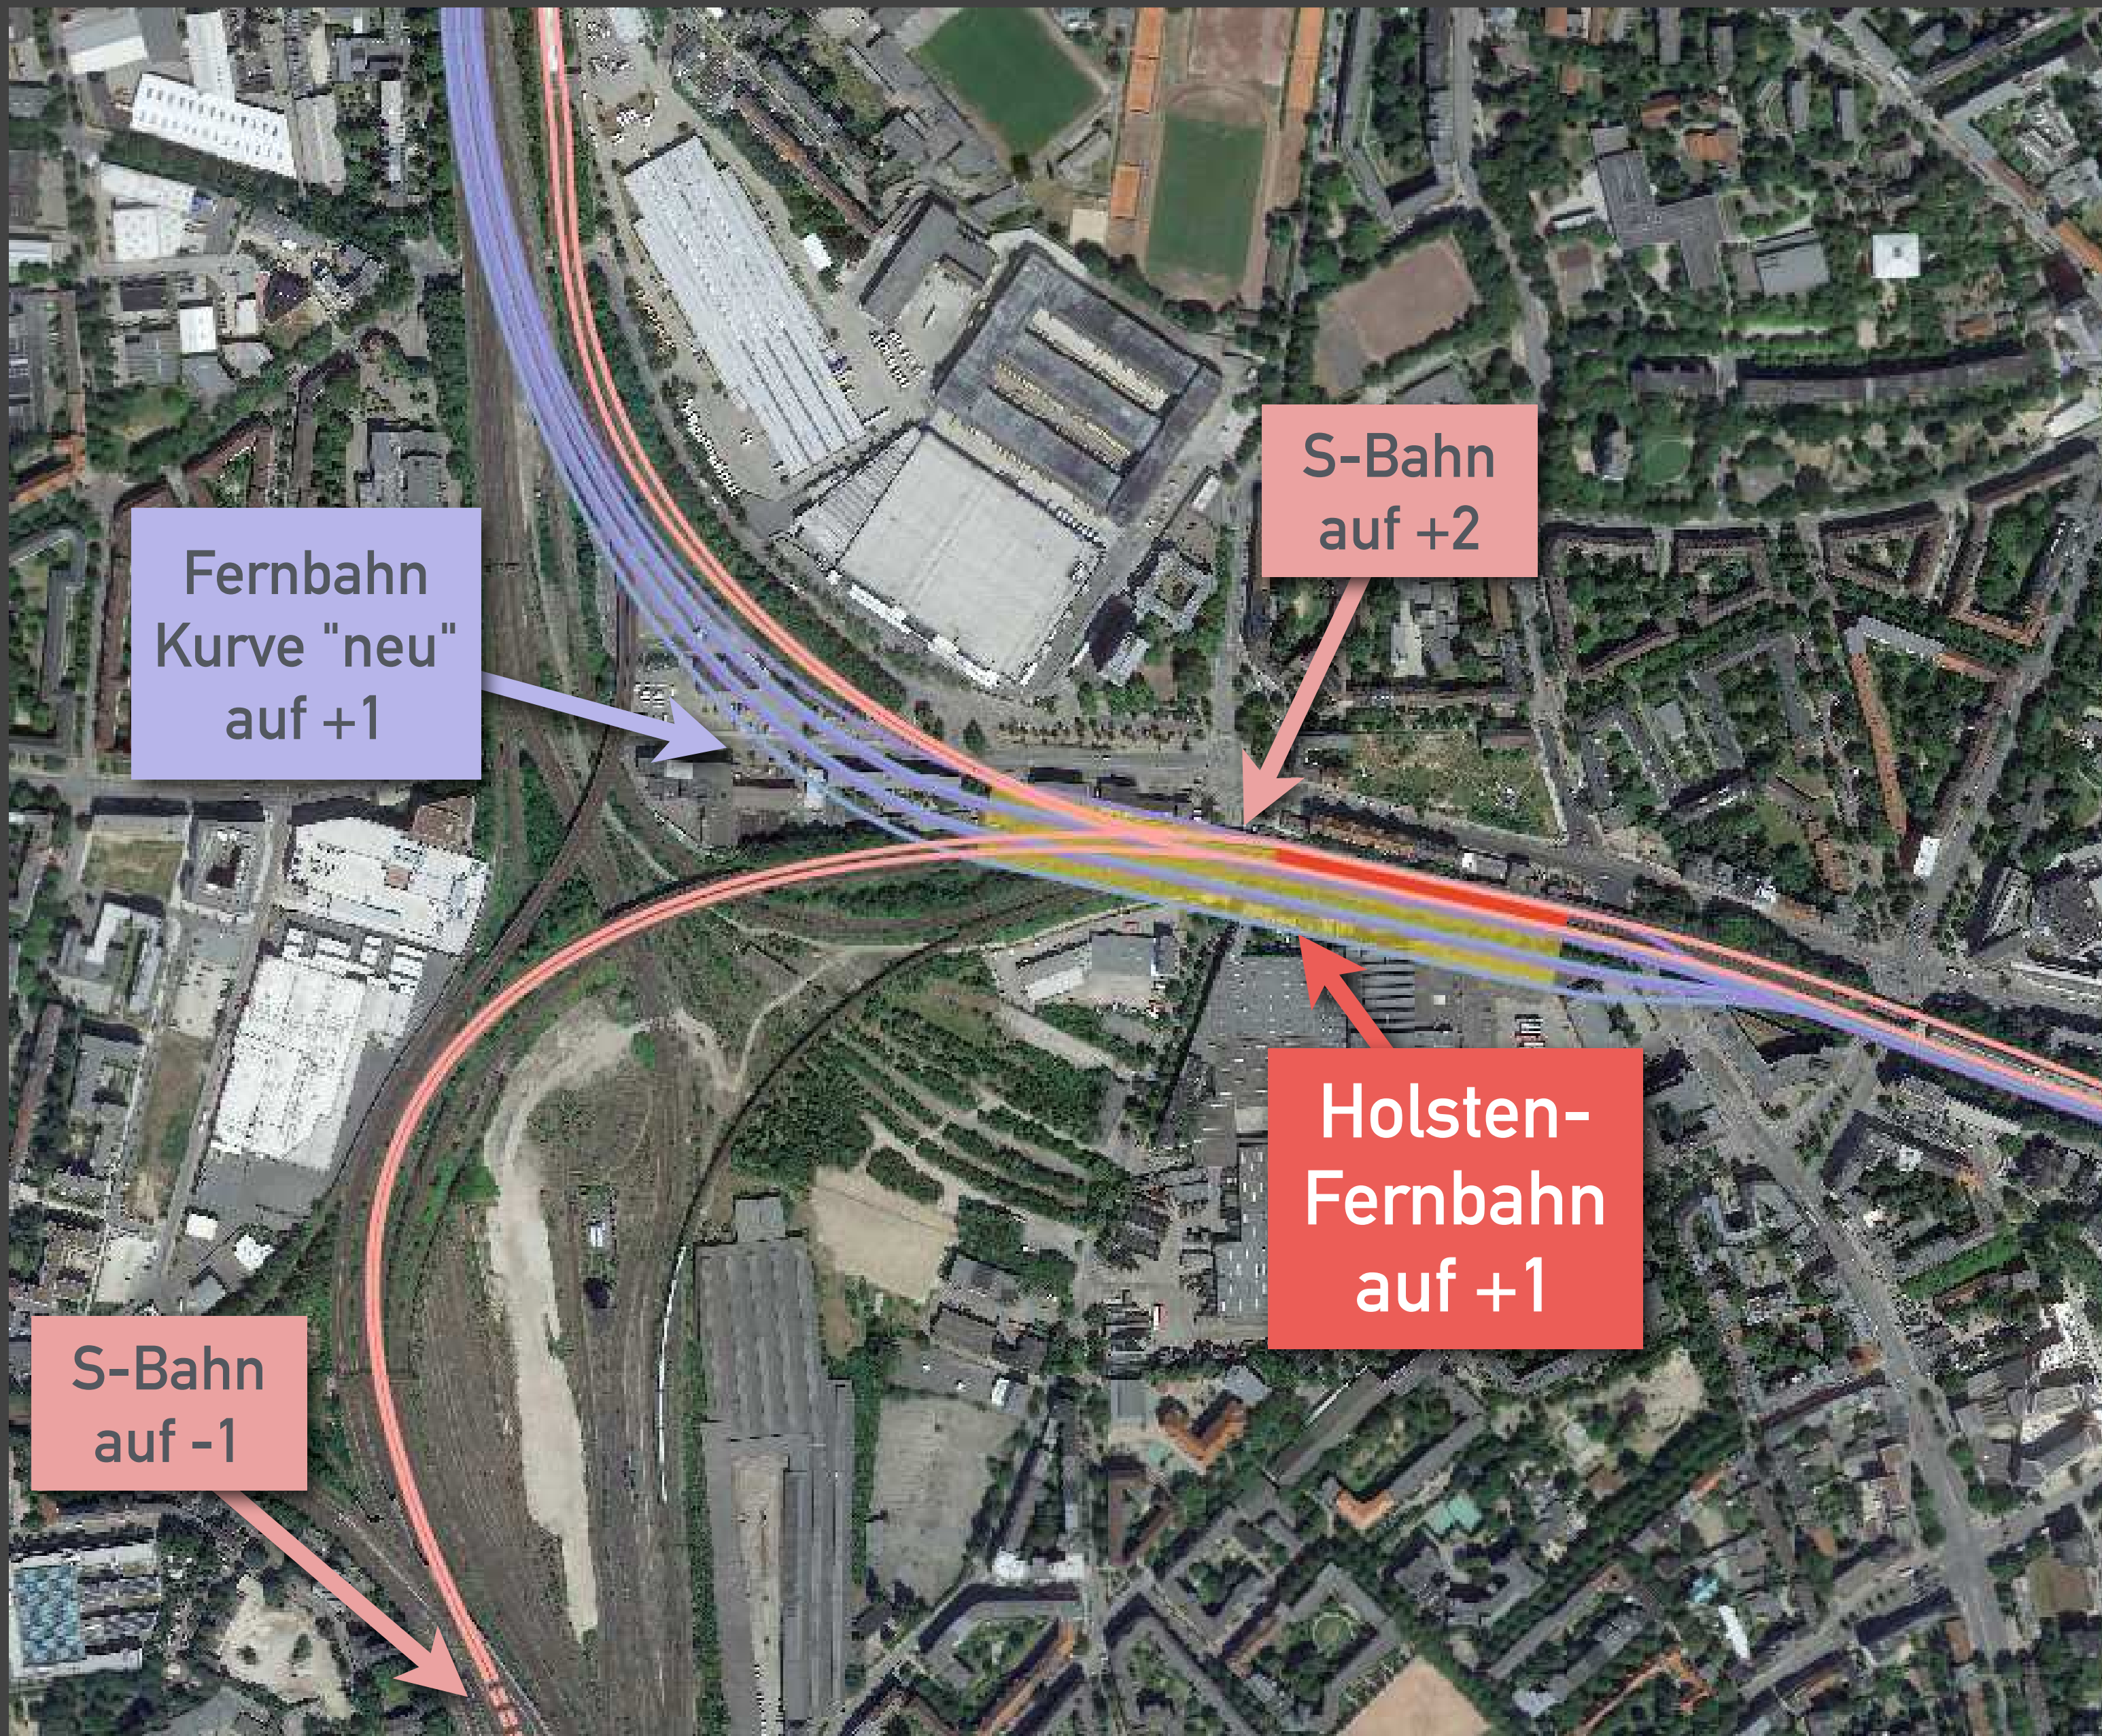 S-Bahn
auf +2
Fernbahn
Kurve "neu"
auf +1
Holsten-
Fernbahn
auf +1
S-Bahn
auf -1